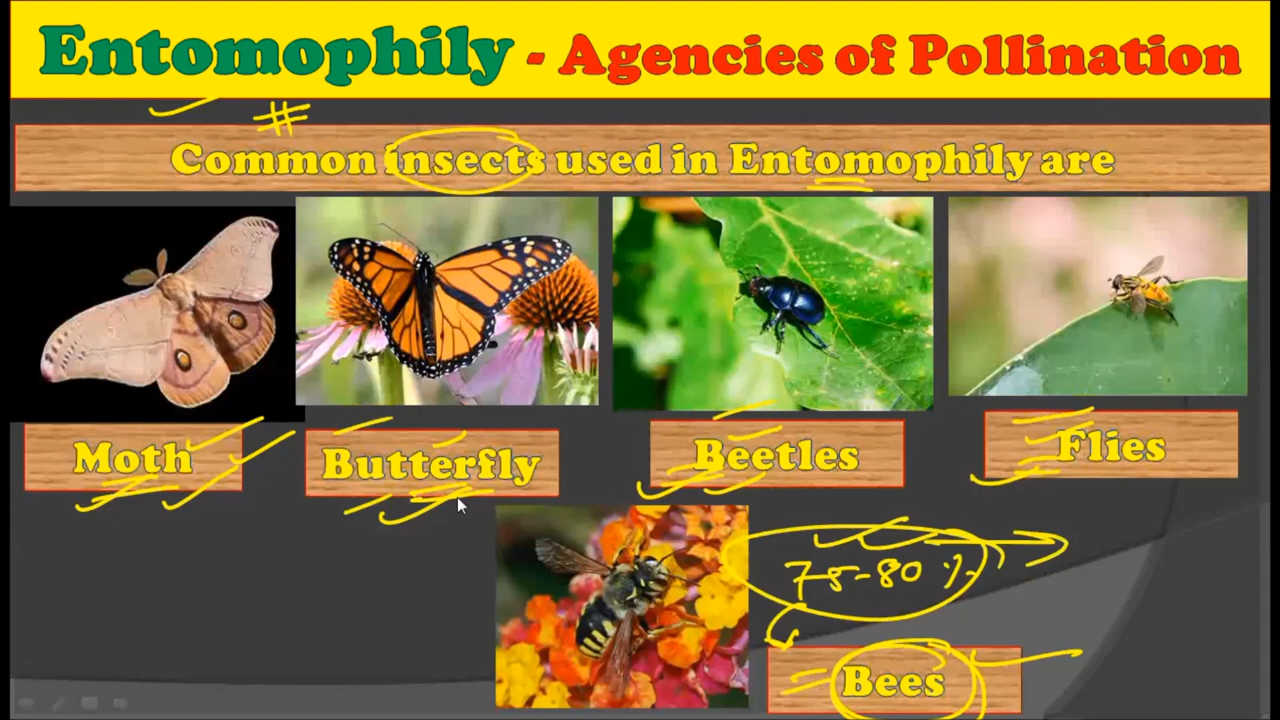 Entomophily - Agencies of Pollination
#
Common insects used in Entomophily are
Moth
Butterfly
Beetles
Flies
75-80 %
Bees